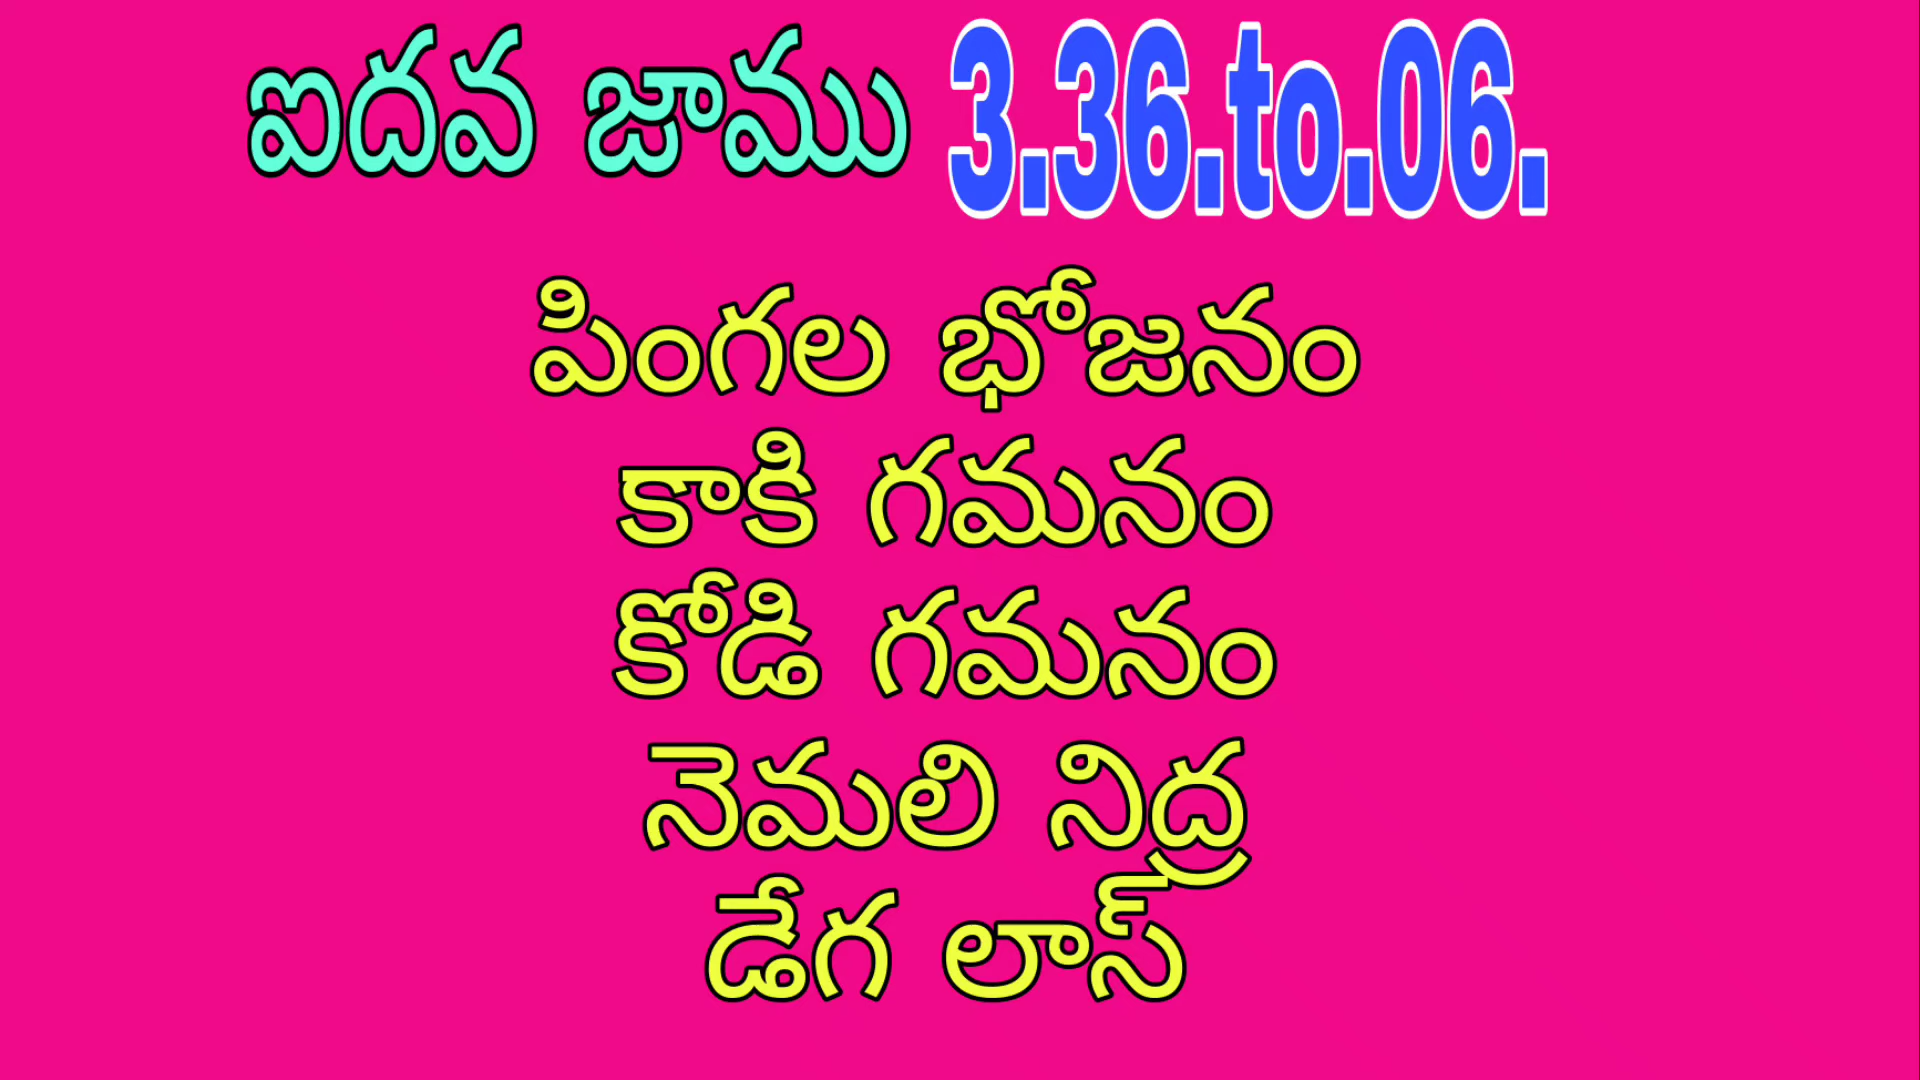 ఐదవ జాము 3.36.to.06.
పింగల భోజనం
కాకి గమనం
కోడి గమనం
నెమలి నిద్ర
డేగ లాస్